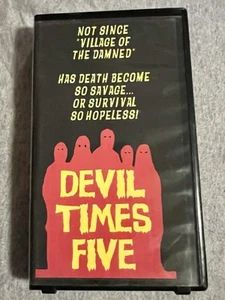 NOT SINCE
"VILLAGE OF
THE DAMNED"
HAS DEATH BECOME
SO SAVAGE...
OR SURVIVAL
SO HOPELESS!
DEVIL
TIMES
FIVE